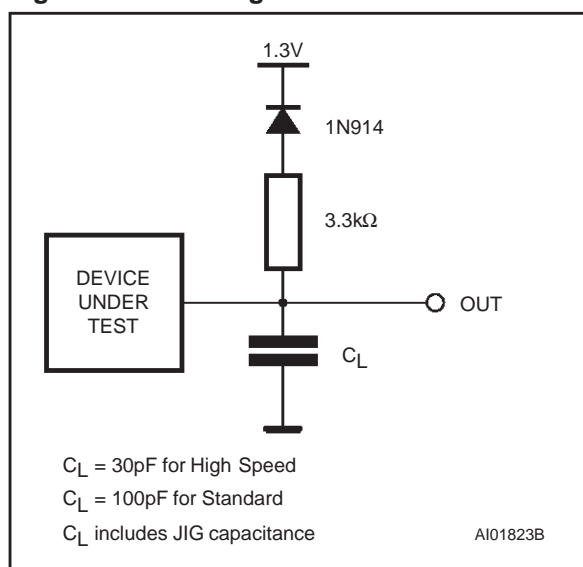 1.3V
1N914
3.3kΩ
DEVICE
UNDER
TEST
OUT
CL
CL = 30pF for High Speed
CL = 100pF for Standard
CL includes JIG capacitance
AI01823B